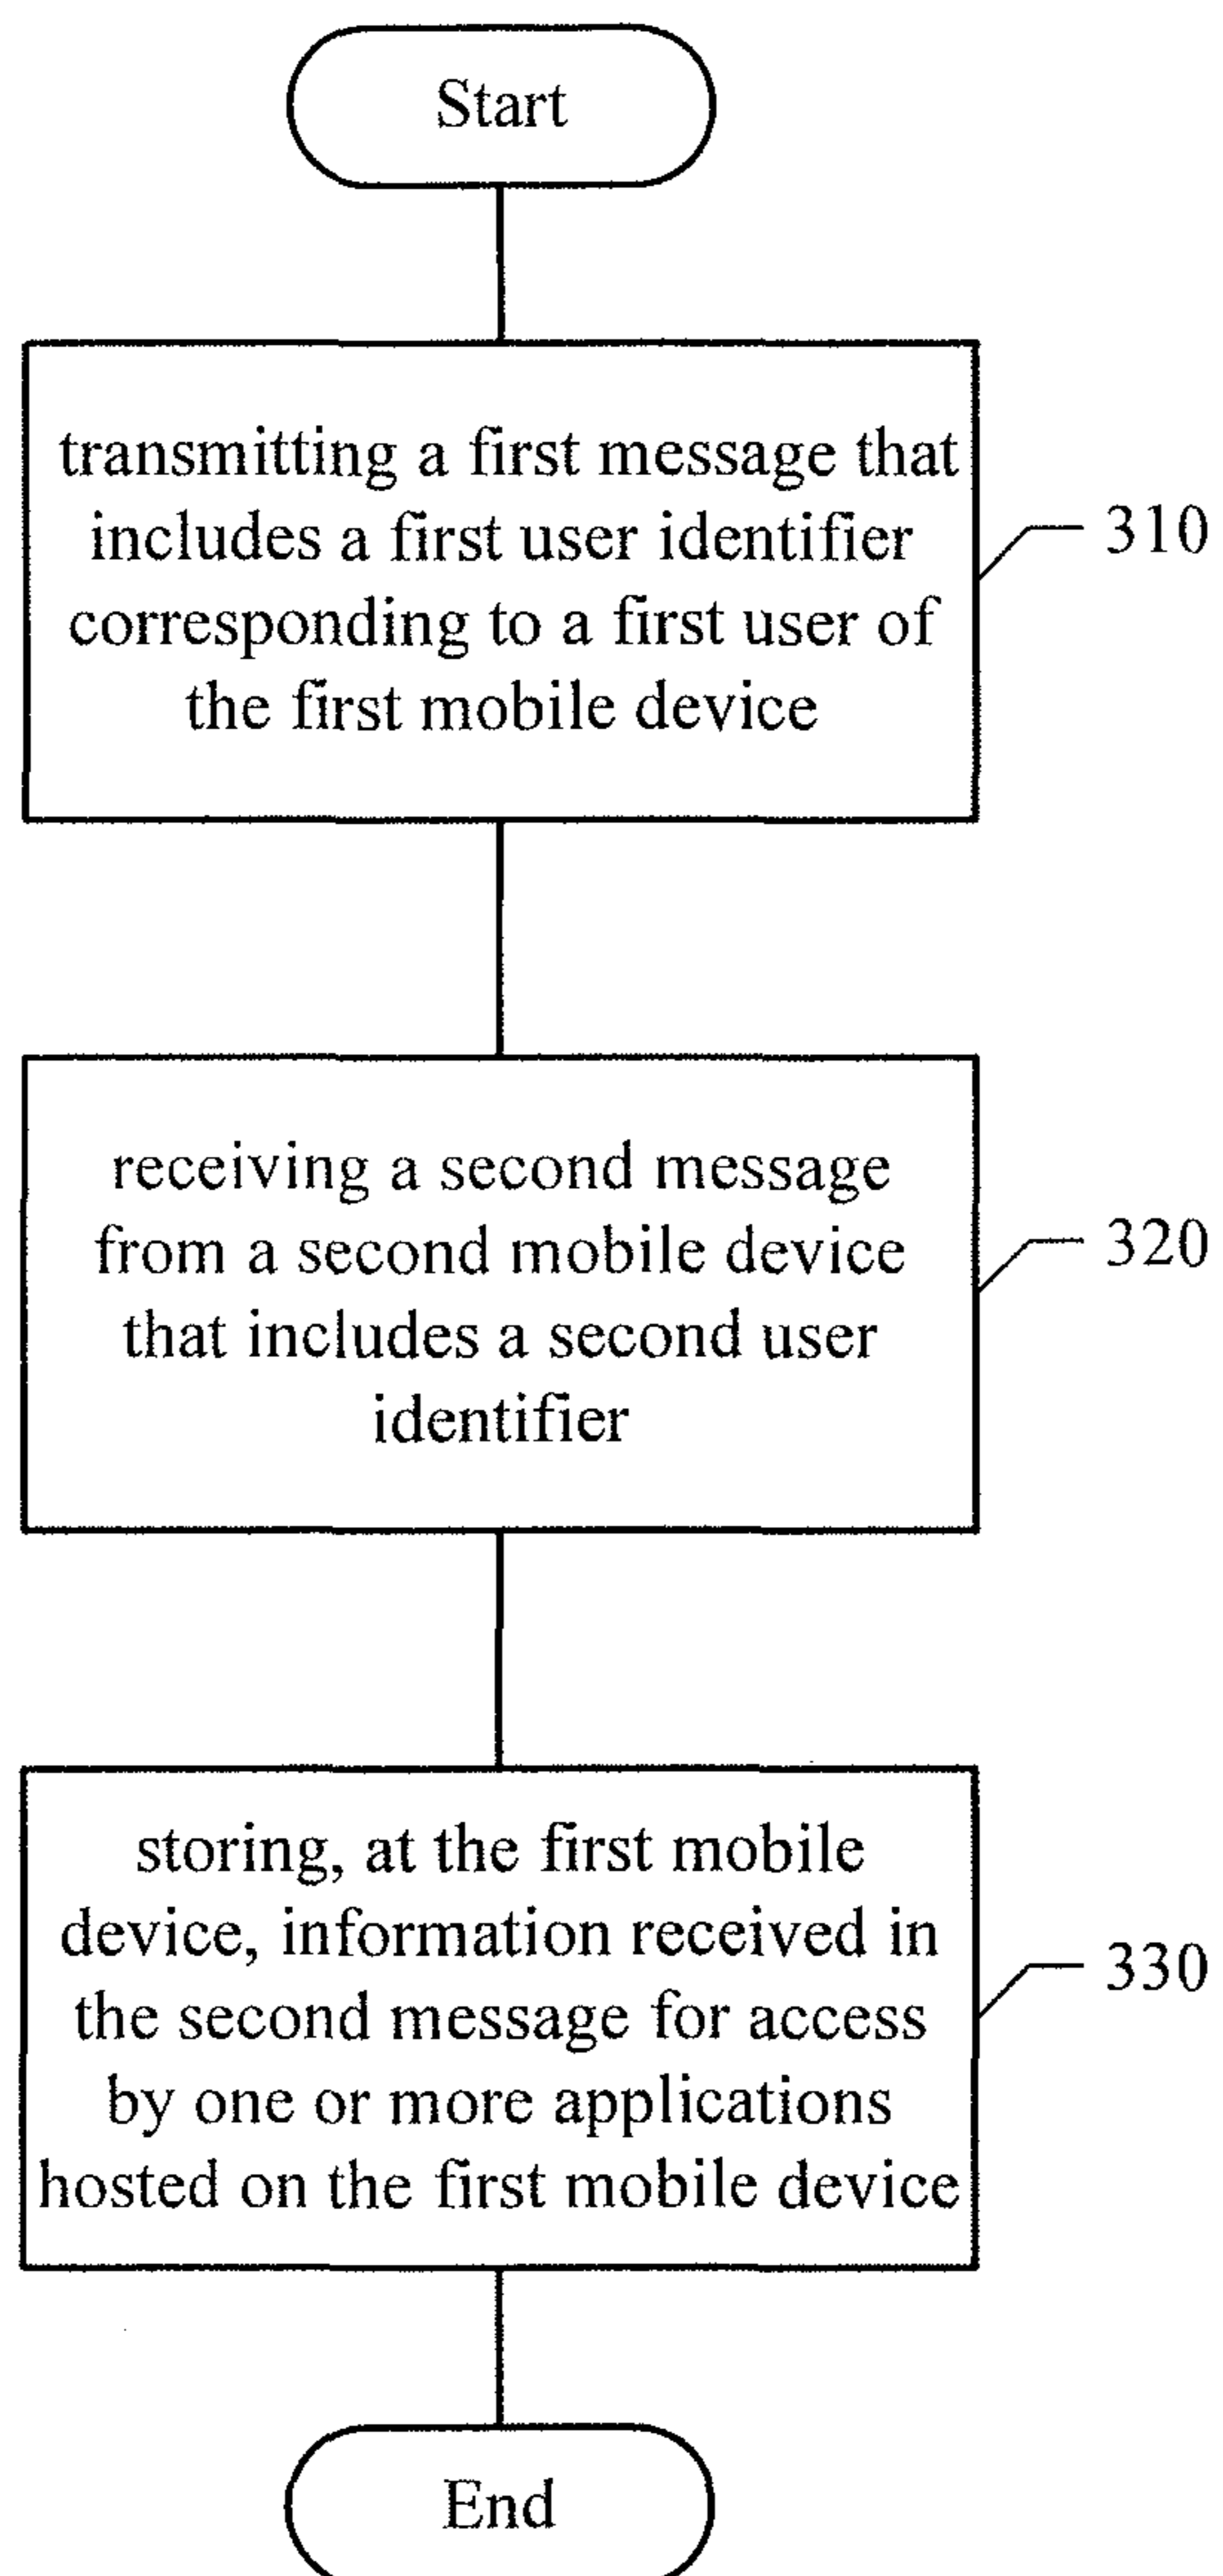 Start
transmitting a first message that
includes a first user identifier
corresponding to a first user of
the first mobile device
310
receiving a second message
from a second mobile device
that includes a second user
identifier
320
storing, at the first mobile
device, information received in
the second message for access
by one or more applications
hosted on the first mobile device
330
End